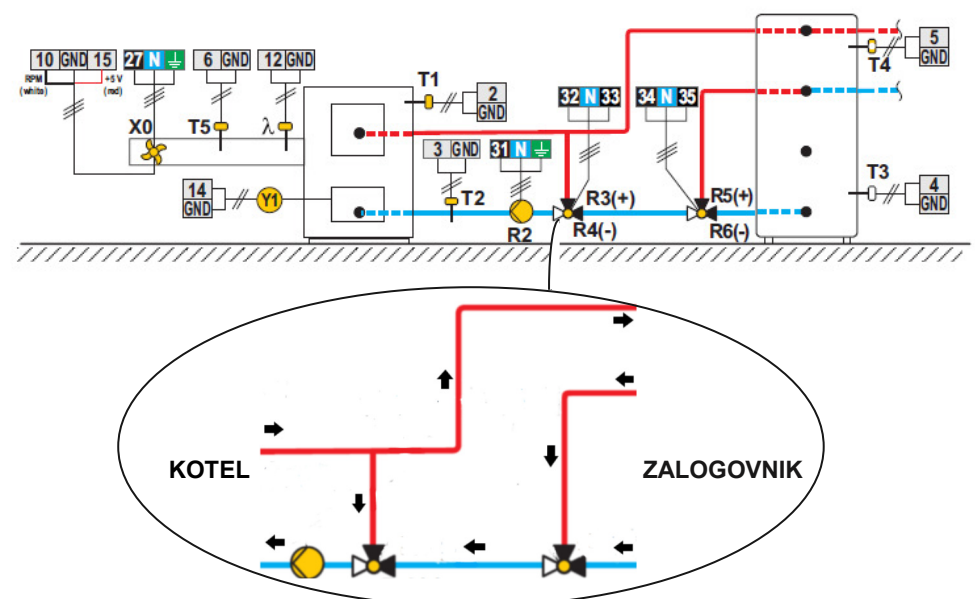 10 GND 15
RPM (white)
+5 V (red)
27 N
6 GND
12 GND
X0
T5
λ
T1
2 GND
3 GND
31 N
T2
R2
14 GND
Y1
32 N 33
34 N 35
R3(+)
R4(-)
R5(+)
R6(-)
5 GND
T4
T3
4 GND
KOTEL
ZALOGOVNIK